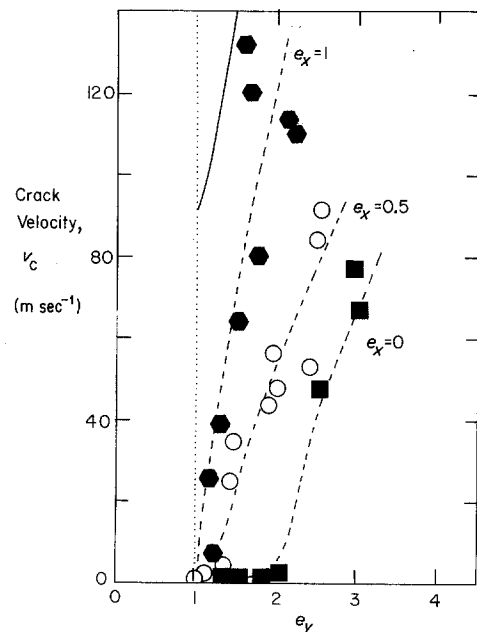 120
80
40
0
Crack
Velocity,
v_c
(m sec⁻¹)
e_x=1
e_x=0.5
e_x=0
0
1
2
3
4
e_y